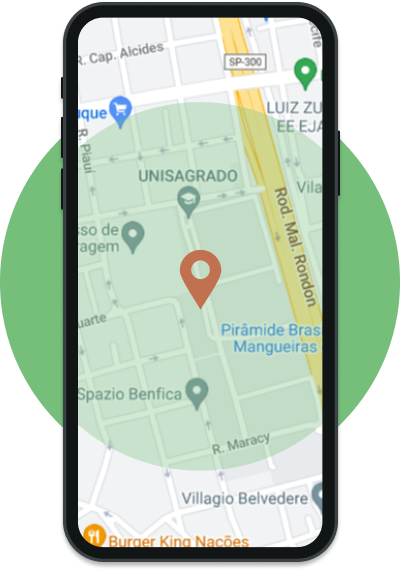 R. Cap. Alcides
SP-300
que
LUIZ ZU
EE EJA
R. Piauí
UNISAGRADO
Vila
sso de
ragem
Rod. Mal. Rondon
uarte
Pirâmide Bras
Mangueiras
Spazio Benfica
R. Maracy
Villagio Belvedere
Burger King Nações